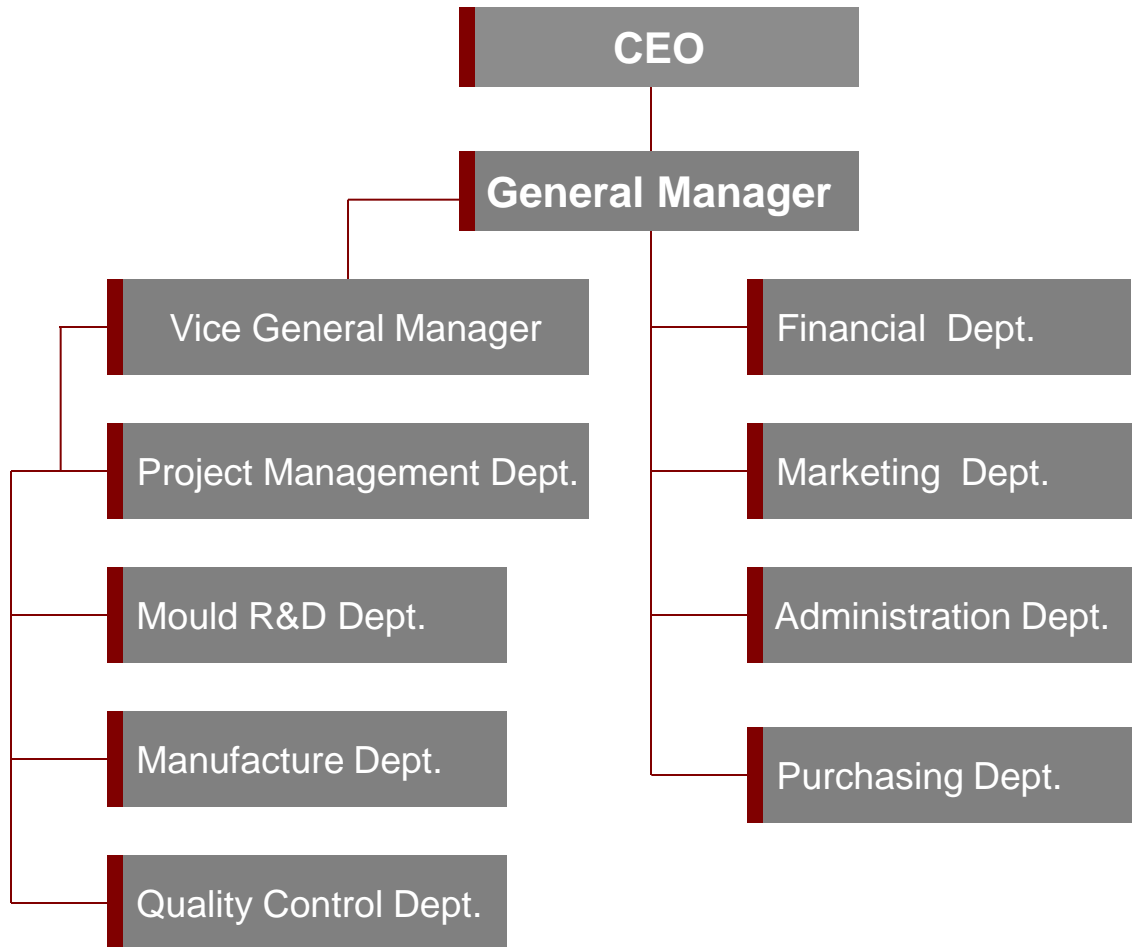 CEO
General Manager
Vice General Manager
Project Management Dept.
Mould R&D Dept.
Manufacture Dept.
Quality Control Dept.
Financial  Dept.
Marketing  Dept.
Administration Dept.
Purchasing Dept.